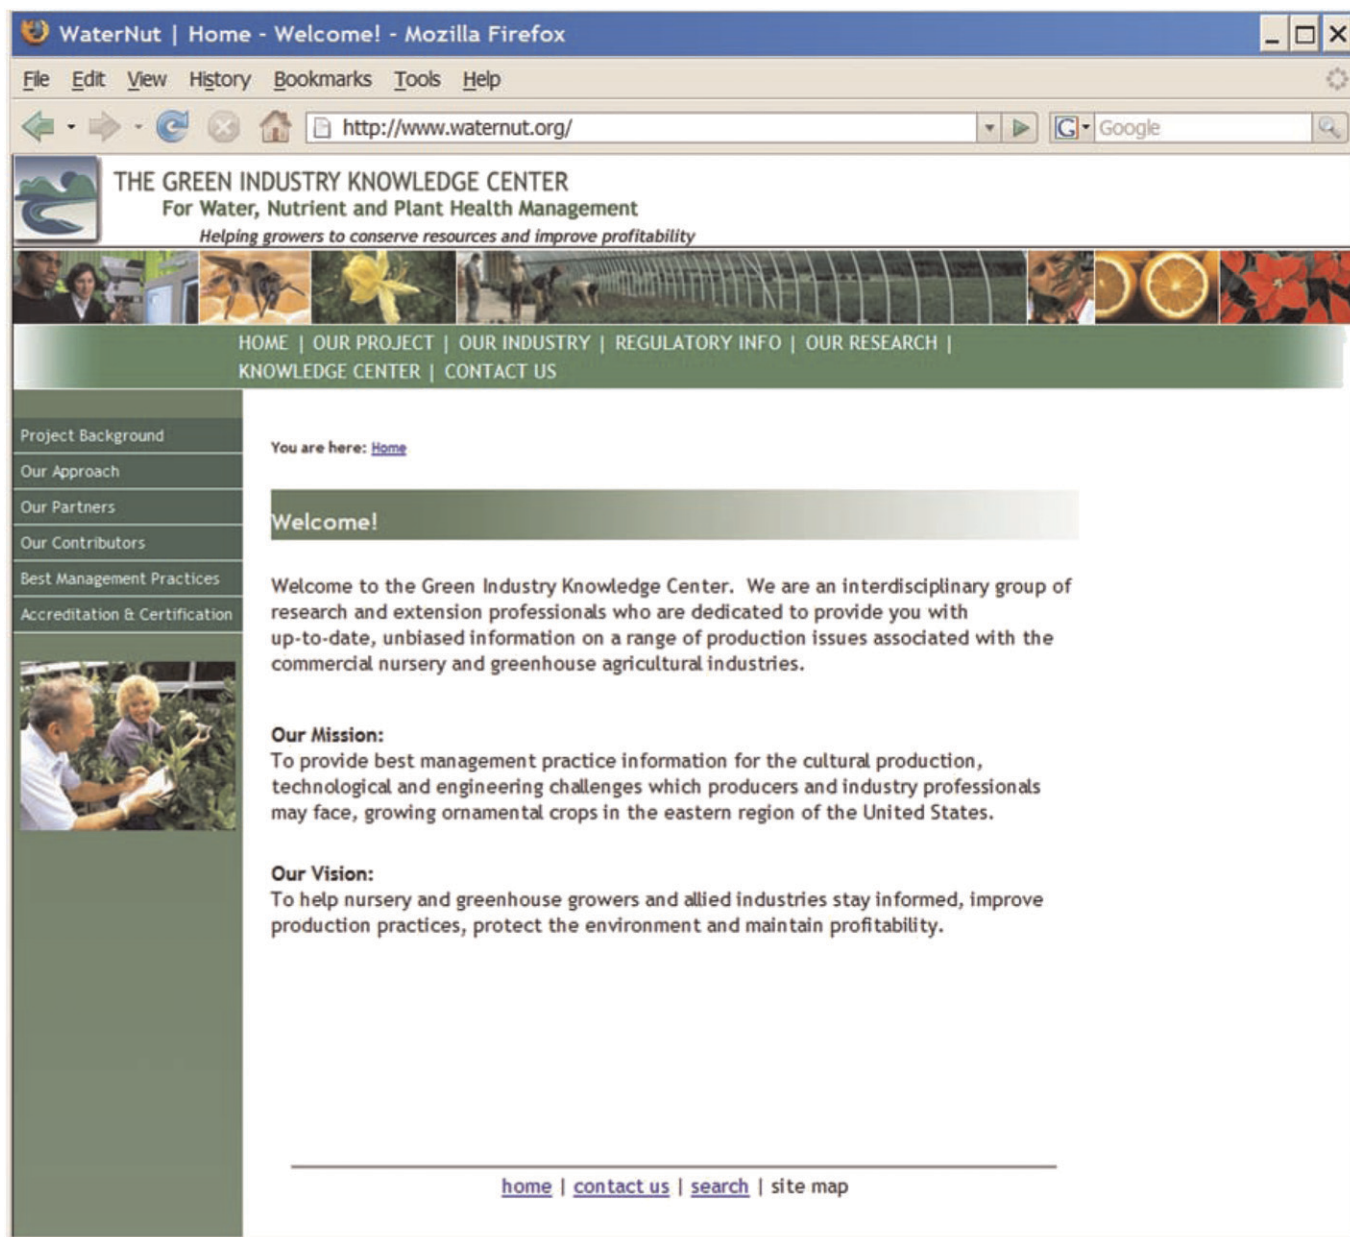 WaterNut | Home - Welcome! - Mozilla Firefox
File Edit View History Bookmarks Tools Help
http://www.waternut.org/ G Google
THE GREEN INDUSTRY KNOWLEDGE CENTER
For Water, Nutrient and Plant Health Management
Helping growers to conserve resources and improve profitability
HOME | OUR PROJECT | OUR INDUSTRY | REGULATORY INFO | OUR RESEARCH |
KNOWLEDGE CENTER | CONTACT US
Project Background
Our Approach
Our Partners
Our Contributors
Best Management Practices
Accreditation & Certification
You are here: Home
Welcome!
Welcome to the Green Industry Knowledge Center. We are an interdisciplinary group of
research and extension professionals who are dedicated to provide you with
up-to-date, unbiased information on a range of production issues associated with the
commercial nursery and greenhouse agricultural industries.
Our Mission:
To provide best management practice information for the cultural production,
technological and engineering challenges which producers and industry professionals
may face, growing ornamental crops in the eastern region of the United States.
Our Vision:
To help nursery and greenhouse growers and allied industries stay informed, improve
production practices, protect the environment and maintain profitability.
home | contact us | search | site map